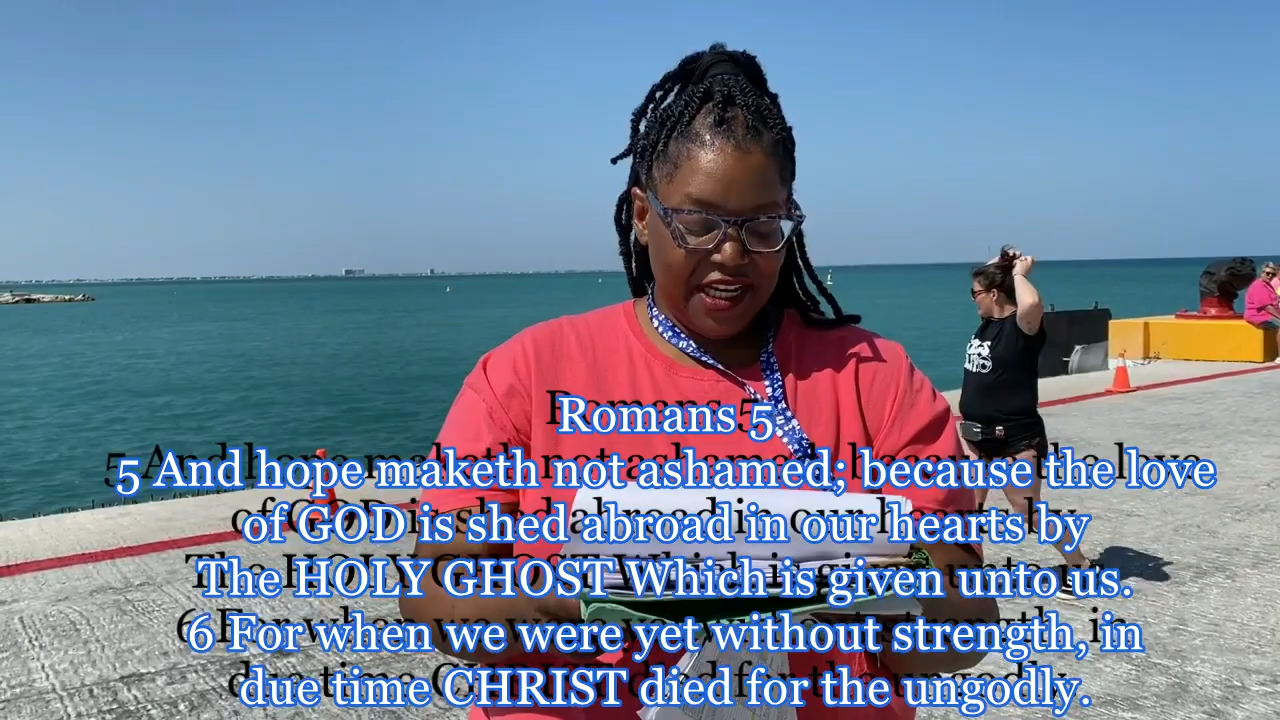 Romans 5
5 And hope maketh not ashamed; because the love
of GOD is shed abroad in our hearts by
The HOLY GHOST Which is given unto us.
6 For when we were yet without strength, in
due time CHRIST died for the ungodly.